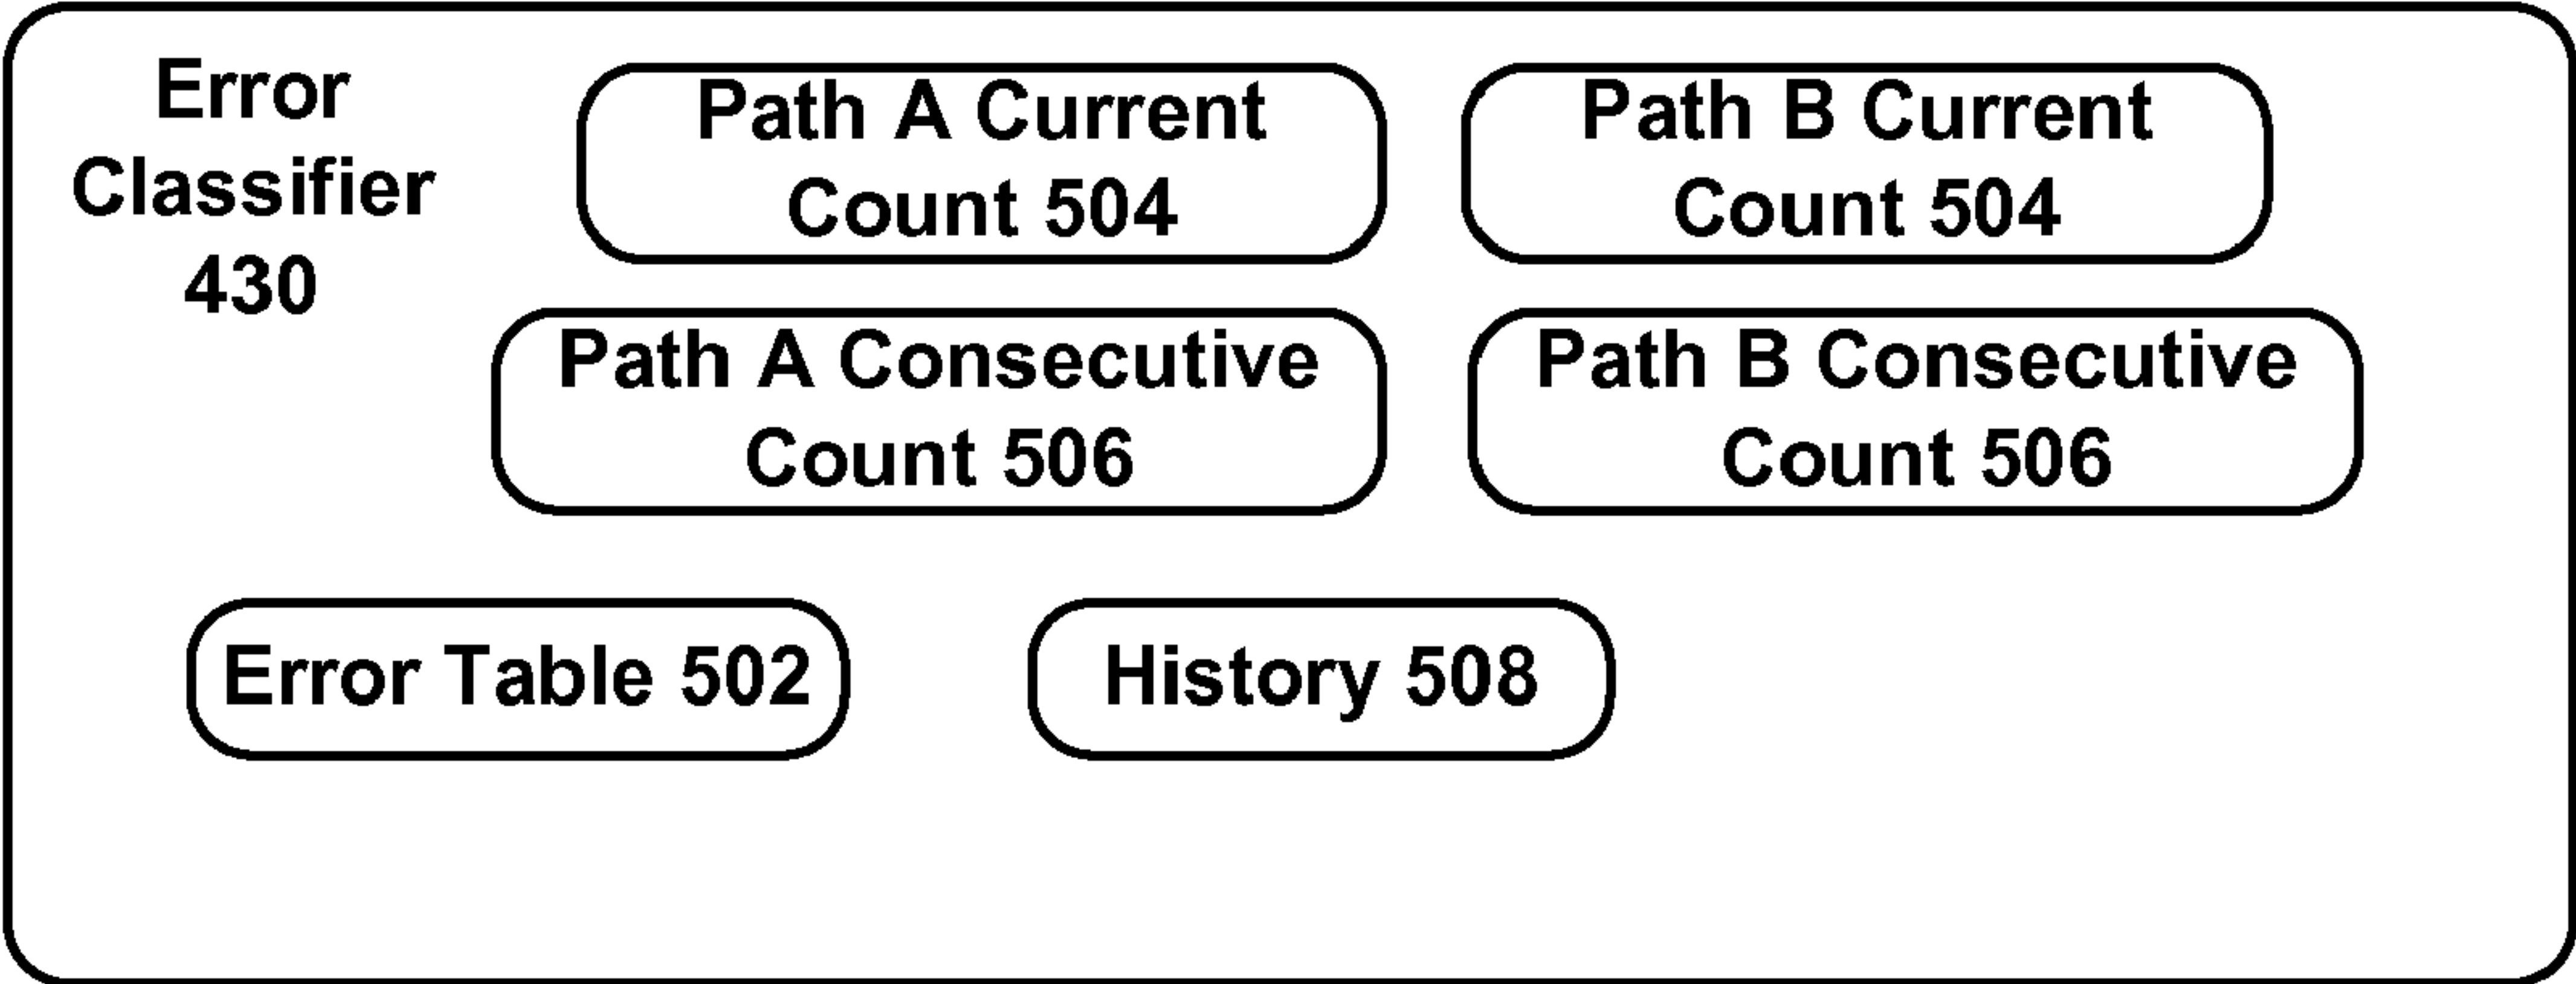 Error
Classifier
430
Path A Current
Count 504
Path B Current
Count 504
Path A Consecutive
Count 506
Path B Consecutive
Count 506
Error Table 502
History 508